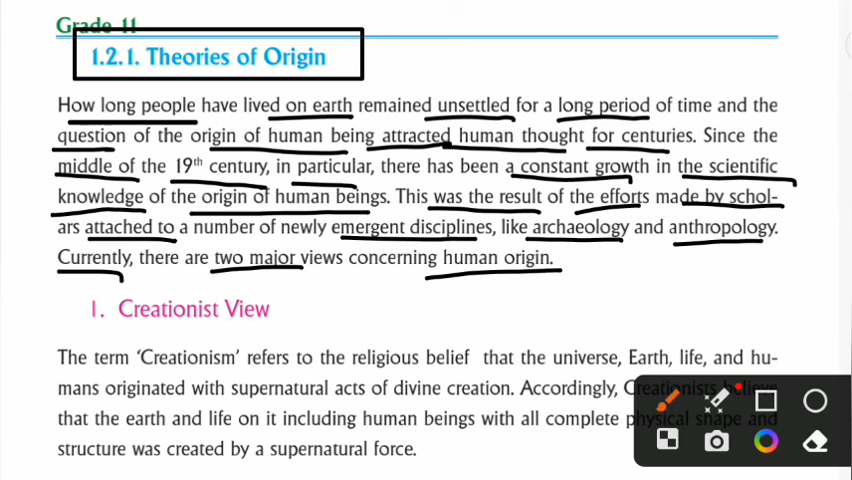 Grade 11
1.2.1. Theories of Origin
How long people have lived on earth remained unsettled for a long period of time and the
question of the origin of human being attracted human thought for centuries. Since the
middle of the 19th century, in particular, there has been a constant growth in the scientific
knowledge of the origin of human beings. This was the result of the efforts made by schol-
ars attached to a number of newly emergent disciplines, like archaeology and anthropology.
Currently, there are two major views concerning human origin.
1. Creationist View
The term ‘Creationism’ refers to the religious belief that the universe, Earth, life, and hu-
mans originated with supernatural acts of divine creation. Accordingly, Creationists believe
that the earth and life on it including human beings with all complete physical shape and
structure was created by a supernatural force.